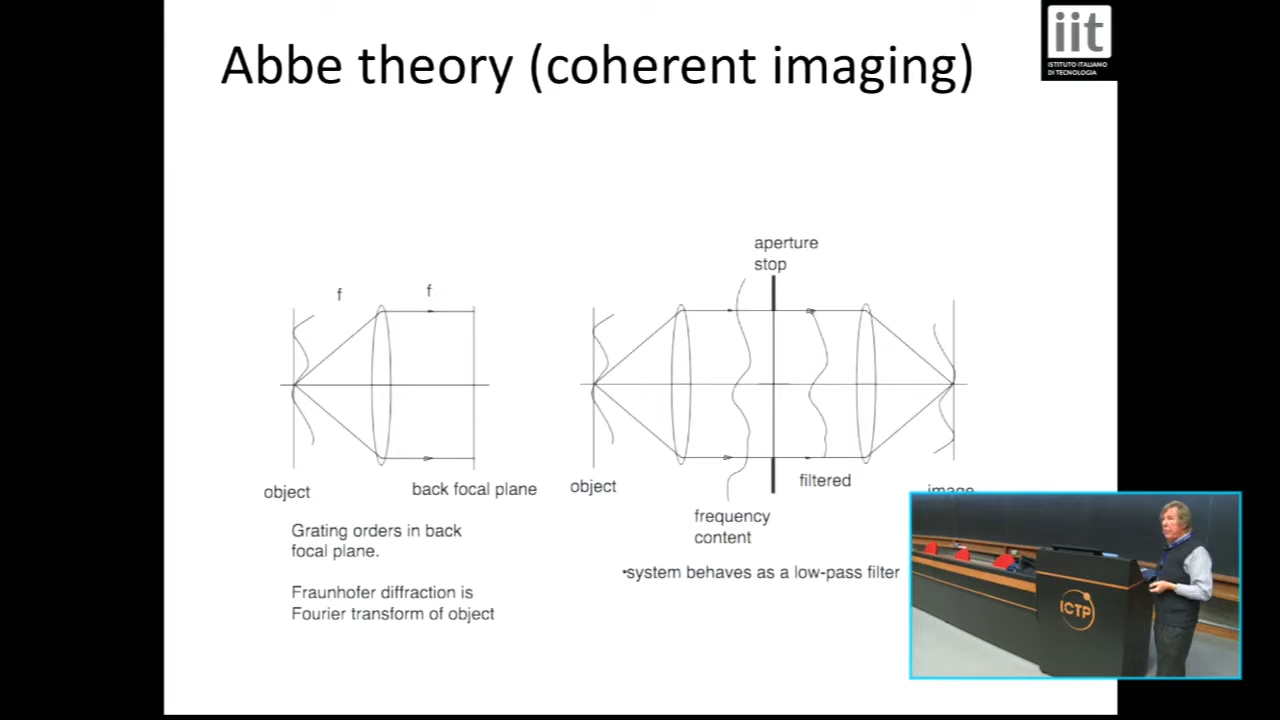 Abbe theory (coherent imaging)
iit
ISTITUTO ITALIANO
DI TECNOLOGIA
f
f
object
back focal plane
Grating orders in back
focal plane.
Fraunhofer diffraction is
Fourier transform of object
aperture
stop
object
filtered
image
frequency
content
•system behaves as a low-pass filter
ICTP